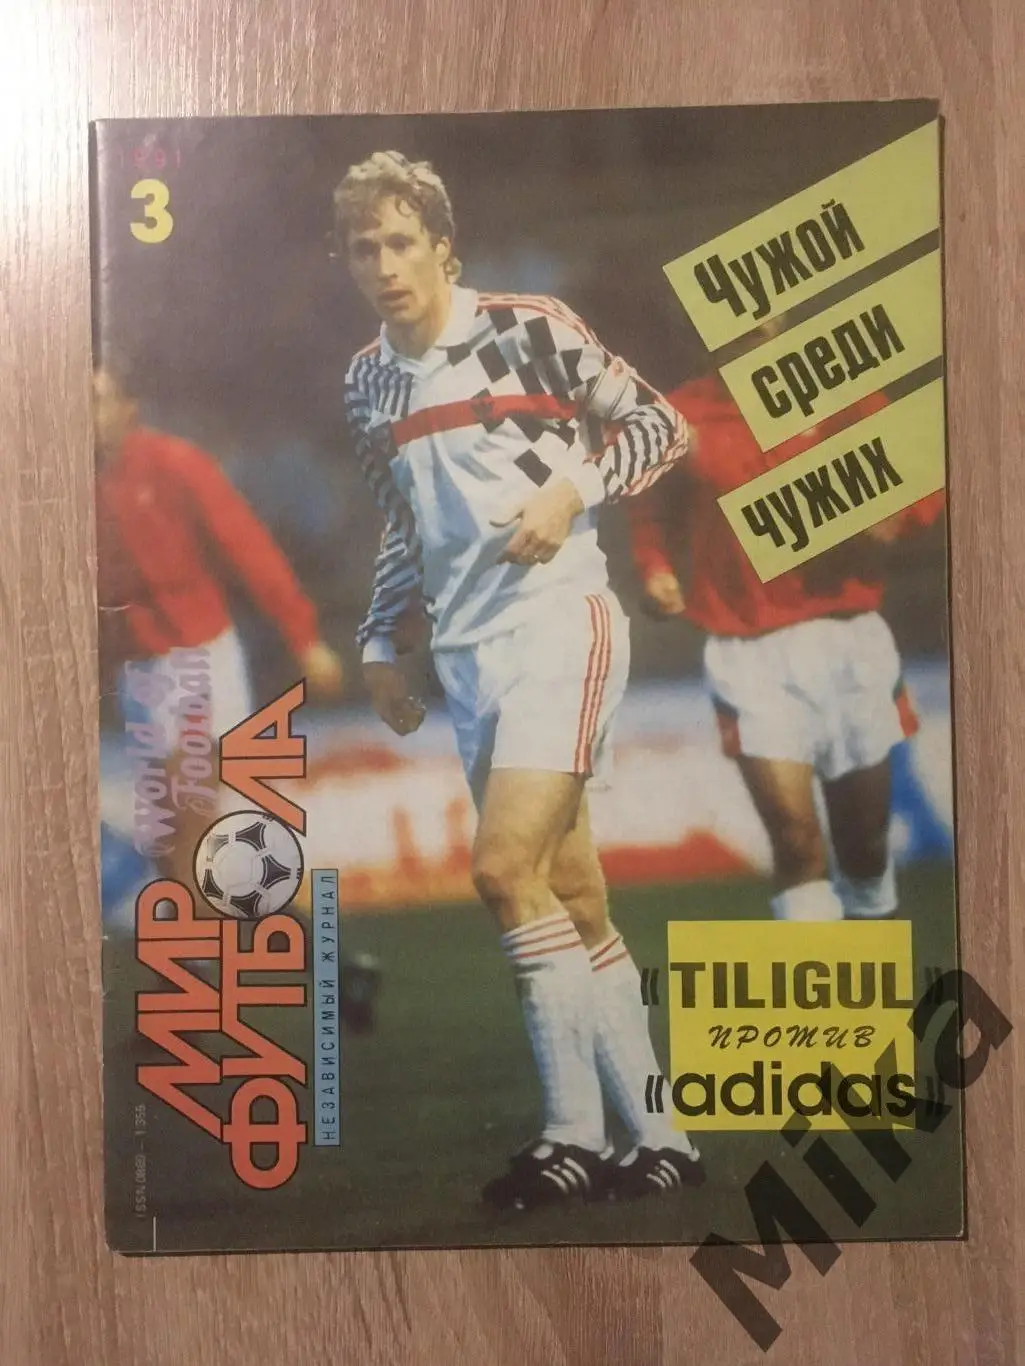 1991
3
Чужой
среди
чужих
World of
Football
МИР
ФУТБОЛА
НЕЗАВИСИМЫЙ ЖУРНАЛ
«TILIGUL»
против
«adidas»
Mika